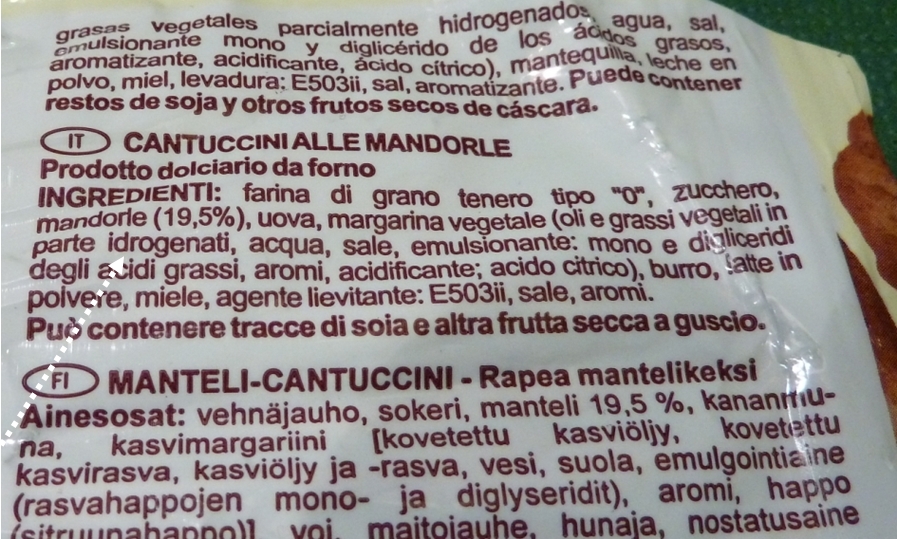 grasas vegetales parcialmente hidrogenados, agua, sal,
emulsionante mono y diglicérido de los ácidos grasos,
aromatizante, acidificante, ácido cítrico), mantequilla, leche en
polvo, miel, levadura: E503ii, sal, aromatizante. Puede contener
restos de soja y otros frutos secos de cáscara.
IT CANTUCCINI ALLE MANDORLE
Prodotto dolciario da forno
INGREDIENTI: farina di grano tenero tipo "0", zucchero,
mandorle (19,5%), uova, margarina vegetale (oli e grassi vegetali in
parte idrogenati, acqua, sale, emulsionante: mono e digliceridi
degli acidi grassi, aromi, acidificante; acido citrico), burro, latte in
polvere, miele, agente lievitante: E503ii, sale, aromi.
Può contenere tracce di soia e altra frutta secca a guscio.
FI MANTELI-CANTUCCINI - Rapea mantelikeksi
Ainesosat: vehnäjauho, sokeri, manteli 19,5 %, kananmu-
na, kasvimargariini [kovetettu kasviöljy, kovetettu
kasvirasva, kasviöljy ja -rasva, vesi, suola, emulgointiaine
(rasvahappojen mono- ja diglyseridit), aromi, happo
(sitruunahappo)], voi, maitojauhe, hunaja, nostatusaine